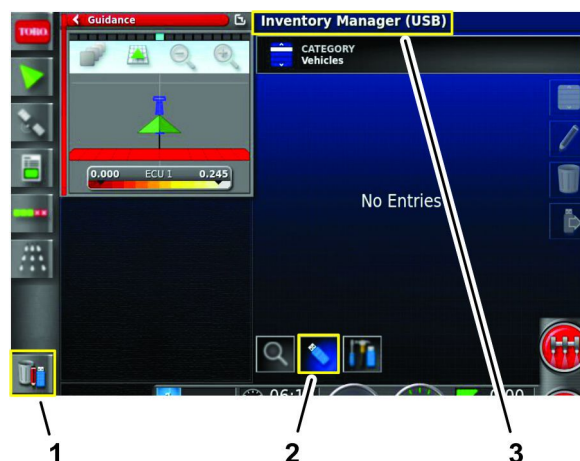 TORO
Guidance
Inventory Manager (USB)
CATEGORY
Vehicles
0.000 ECU 1 0.245
No Entries
1
2
3